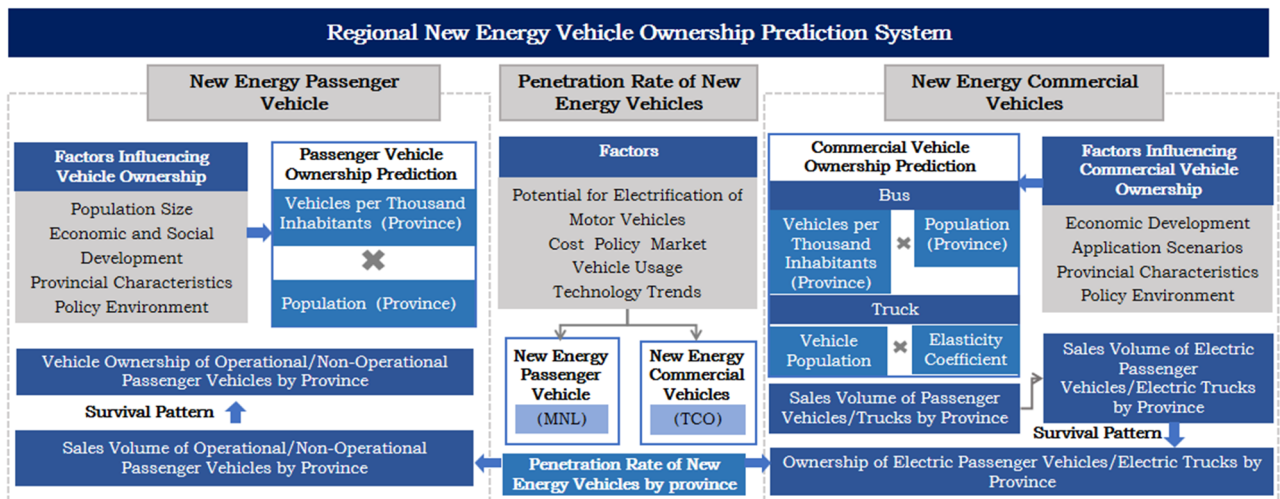 Regional New Energy Vehicle Ownership Prediction System
New Energy Passenger
Vehicle
Factors Influencing
Vehicle Ownership
Population Size
Economic and Social
Development
Provincial Characteristics
Policy Environment
Passenger Vehicle
Ownership Prediction
Vehicles per Thousand
Inhabitants (Province)
Population (Province)
Vehicle Ownership of Operational/Non-Operational
Passenger Vehicles by Province
Survival Pattern
Sales Volume of Operational/Non-Operational
Passenger Vehicles by Province
Penetration Rate of New
Energy Vehicles
Factors
Potential for Electrification of
Motor Vehicles
Cost Policy Market
Vehicle Usage
Technology Trends
New Energy
Passenger
Vehicle
(MNL)
New Energy
Commercial
Vehicles
(TCO)
Penetration Rate of New
Energy Vehicles by province
New Energy Commercial
Vehicles
Commercial Vehicle
Ownership Prediction
Bus
Vehicles per
Thousand
Inhabitants
(Province)
Population
(Province)
Truck
Vehicle
Population
Elasticity
Coefficient
Factors Influencing
Commercial Vehicle
Ownership
Economic Development
Application Scenarios
Provincial Characteristics
Policy Environment
Sales Volume of Passenger
Vehicles/Trucks by Province
Sales Volume of Electric
Passenger
Vehicles/Electric Trucks
by Province
Survival Pattern
Ownership of Electric Passenger Vehicles/Electric Trucks by
Province